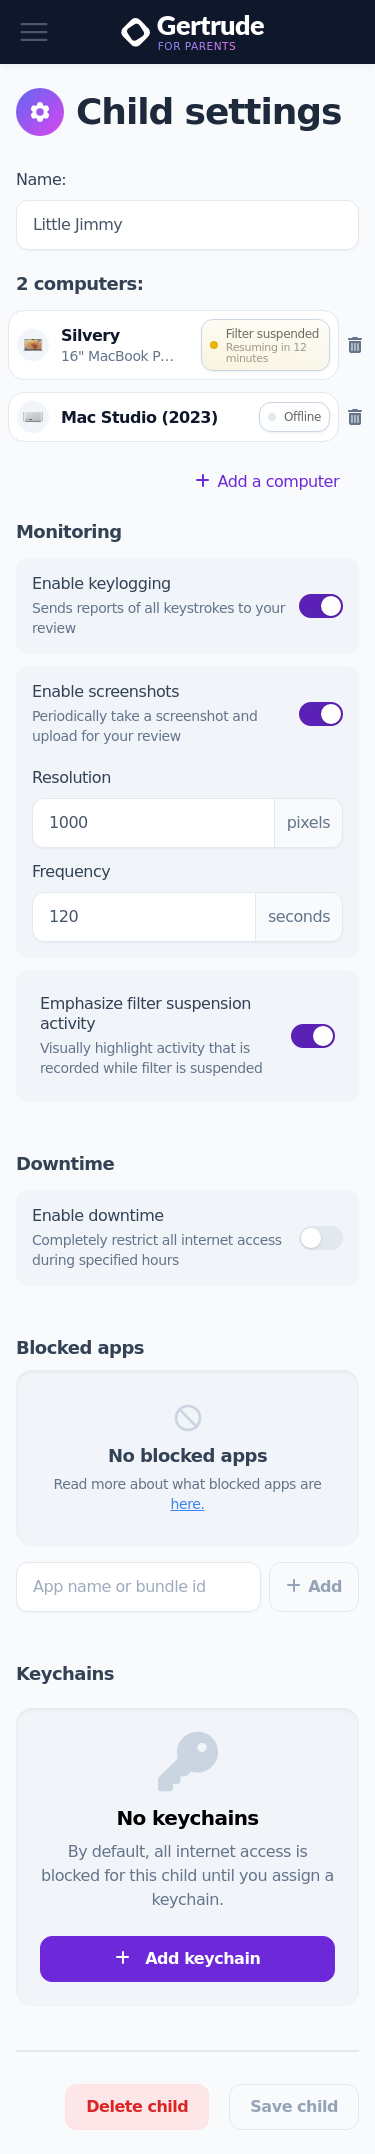 Gertrude
FOR PARENTS
Child settings
Name:
Little Jimmy
2 computers:
Silvery
16" MacBook P...
Filter suspended
Resuming in 12
minutes
Mac Studio (2023)
Offline
+ Add a computer
Monitoring
Enable keylogging
Sends reports of all keystrokes to your
review
Enable screenshots
Periodically take a screenshot and
upload for your review
Resolution
1000 pixels
Frequency
120 seconds
Emphasize filter suspension
activity
Visually highlight activity that is
recorded while filter is suspended
Downtime
Enable downtime
Completely restrict all internet access
during specified hours
Blocked apps
No blocked apps
Read more about what blocked apps are
here.
App name or bundle id
+ Add
Keychains
No keychains
By default, all internet access is
blocked for this child until you assign a
keychain.
+ Add keychain
Delete child
Save child